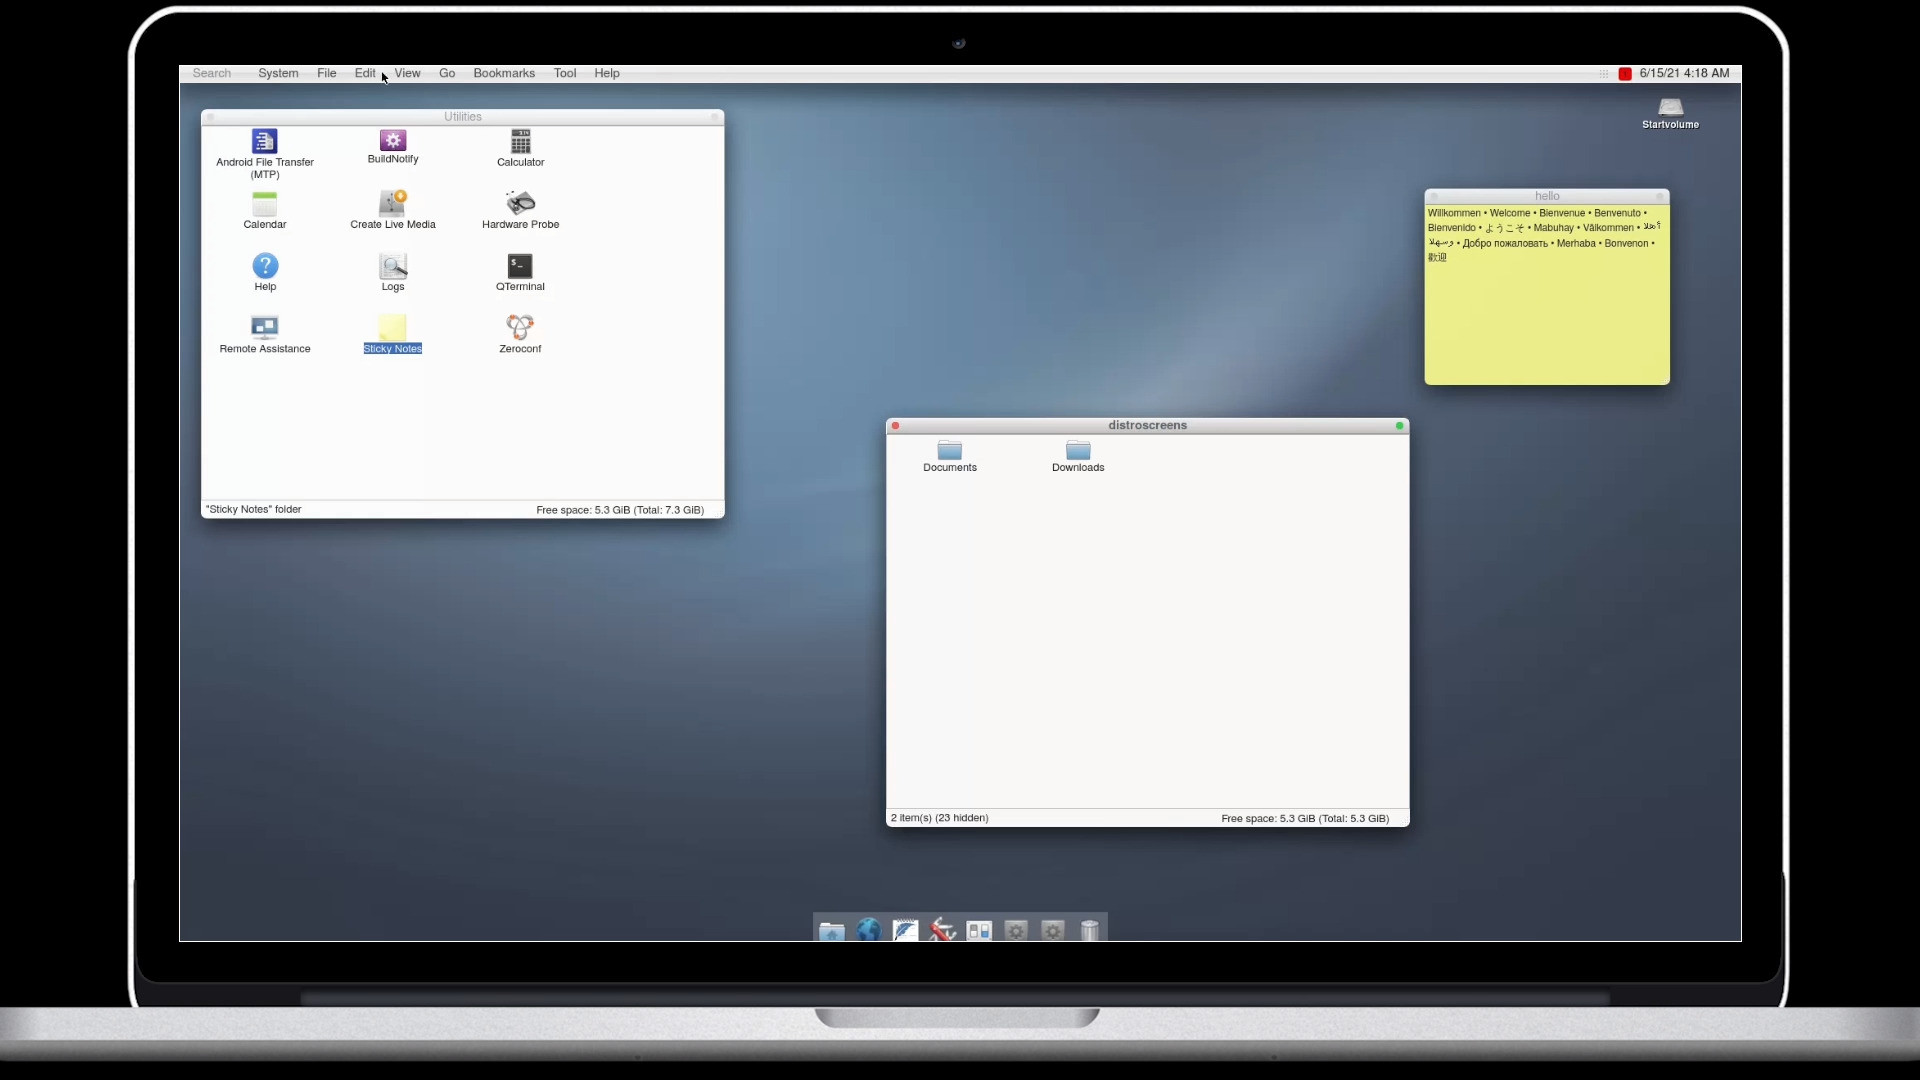 Search System File Edit View Go Bookmarks Tool Help
6/15/21 4:18 AM
Startvolume
Utilities
Android File Transfer
(MTP)
BuildNotify
Calculator
Calendar
Create Live Media
Hardware Probe
Help
Logs
QTerminal
Remote Assistance
Sticky Notes
Zeroconf
"Sticky Notes" folder
Free space: 5.3 GiB (Total: 7.3 GiB)
hello
Willkommen • Welcome • Bienvenue • Benvenuto •
Bienvenido • ようこそ • Mabuhay • Välkommen • أهلا
وسهلا • Добро пожаловать • Merhaba • Bonvenon •
歡迎
distroscreens
Documents
Downloads
2 item(s) (23 hidden)
Free space: 5.3 GiB (Total: 5.3 GiB)